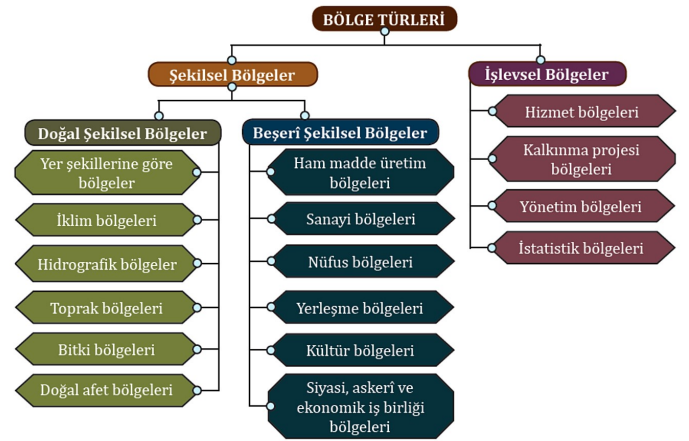 BÖLGE TÜRLERİ
Şekilsel Bölgeler
İşlevsel Bölgeler
Doğal Şekilsel Bölgeler
Yer şekillerine göre
bölgeler
İklim bölgeleri
Hidrografik bölgeler
Toprak bölgeleri
Bitki bölgeleri
Doğal afet bölgeleri
Beşerî Şekilsel Bölgeler
Ham madde üretim
bölgeleri
Sanayi bölgeleri
Nüfus bölgeleri
Yerleşme bölgeleri
Kültür bölgeleri
Siyasi, askerî ve
ekonomik iş birliği
bölgeleri
Hizmet bölgeleri
Kalkınma projesi
bölgeleri
Yönetim bölgeleri
İstatistik bölgeleri